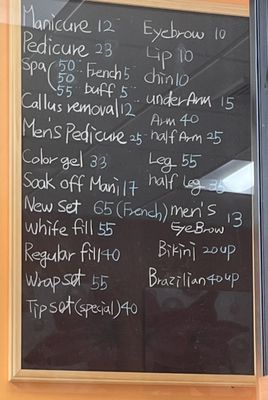 Manicure 12
Pedicure 23
Spa ( 50 French 5
50
55 buff 5
Callus removal 12
Men's Pedicure 25
Color gel 33
Soak off Mani 17
New Set 65 (French)
White fill 55
Regular fill 40
Wrap set 55
Tip set (special) 40
Eyebrow 10
Lip 10
chin 10
under Arm 15
Arm 40
half Arm 25
Leg 55
half Leg
men's 13
EyeBrow
Bikini 20 up
Brazilian 40 up